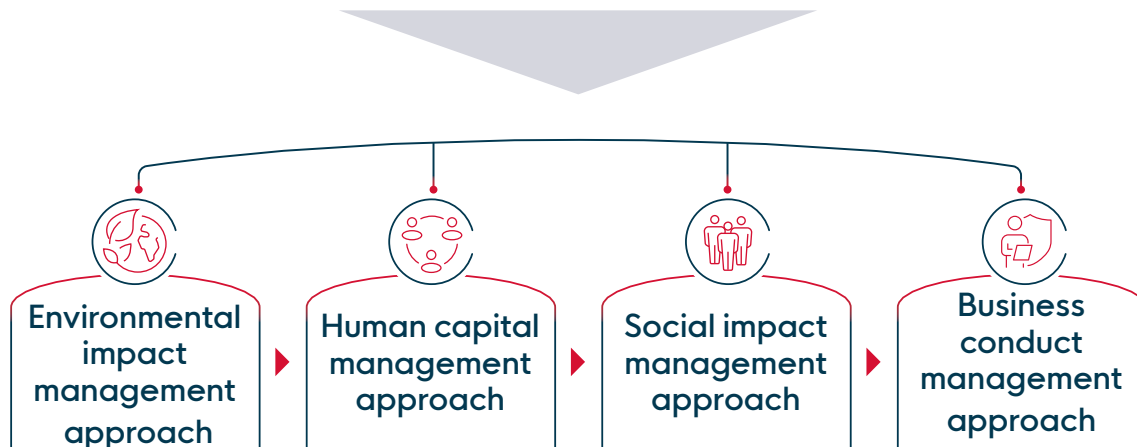 Environmental
impact
management
approach
Human capital
management
approach
Social impact
management
approach
Business
conduct
management
approach